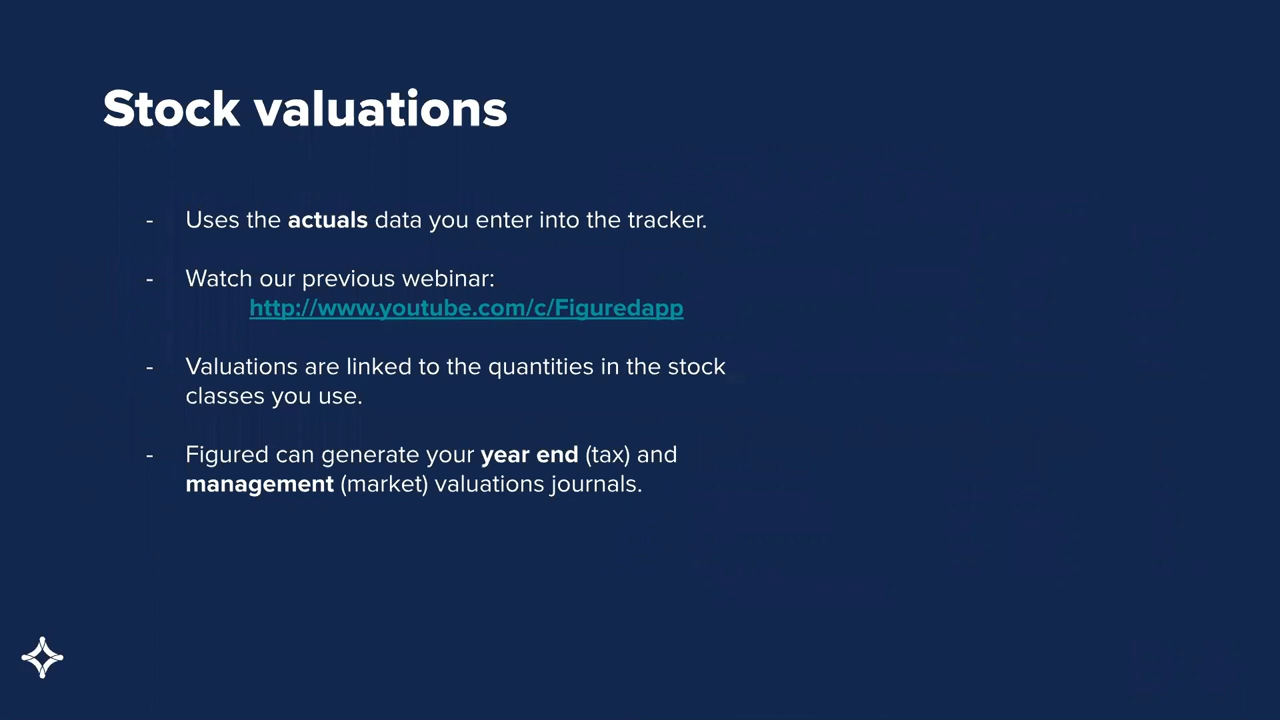 Stock valuations
- Uses the actuals data you enter into the tracker.
- Watch our previous webinar:
http://www.youtube.com/c/Figuredapp
- Valuations are linked to the quantities in the stock
classes you use.
- Figured can generate your year end (tax) and
management (market) valuations journals.